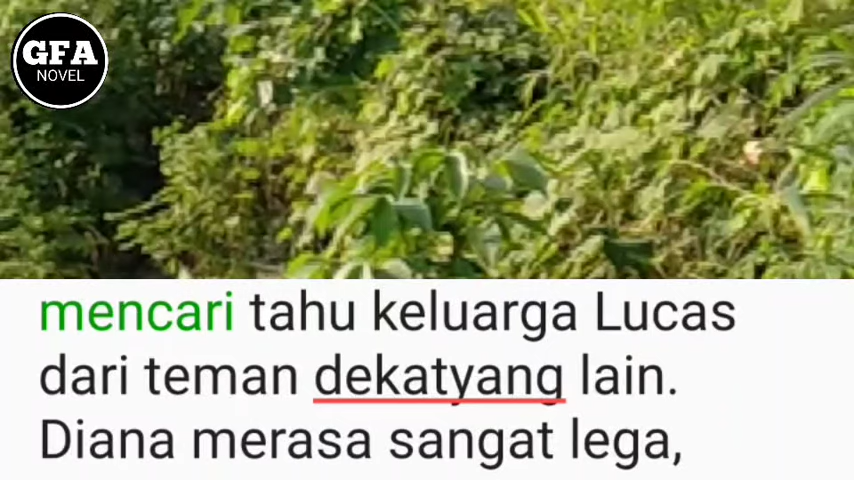 GFA
NOVEL
mencari tahu keluarga Lucas
dari teman dekatyang lain.
Diana merasa sangat lega,